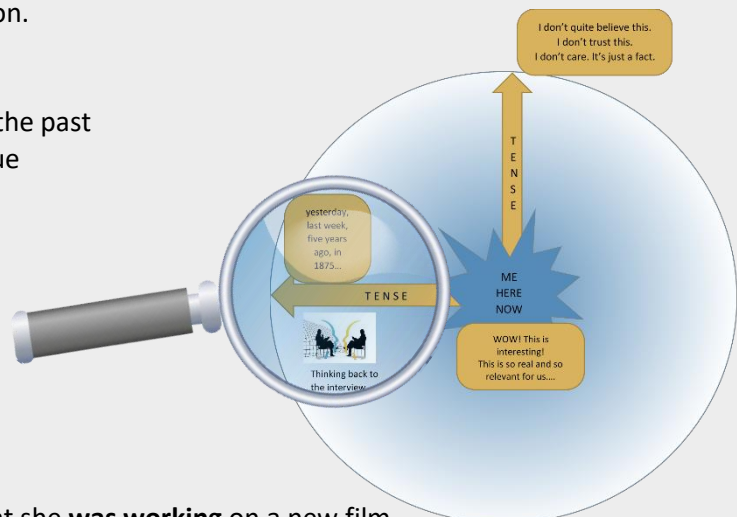 on.
I don't quite believe this.
I don't trust this.
I don't care. It's just a fact.
the past
ue
T
E
N
S
E
yesterday,
last week,
five years
ago, in
1875...
TENSE
ME
HERE
NOW
Thinking back to
the interview
WOW! This is
interesting!
This is so real and so
relevant for us....
at she was working on a new film